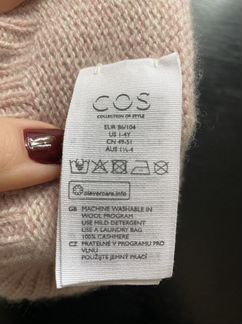 COS
COLLECTION OF STYLE
EUR 86/104
US 1-4Y
CN 49-51
AUS 1½-4
clevercare.info
GB MACHINE WASHABLE IN
WOOL PROGRAM
USE MILD DETERGENT
USE A LAUNDRY BAG
100% CASHMERE
CZ PRATELNÉ V PROGRAMU PRO
VLNU
POUŽIJTE JEMNÝ PRACÍ